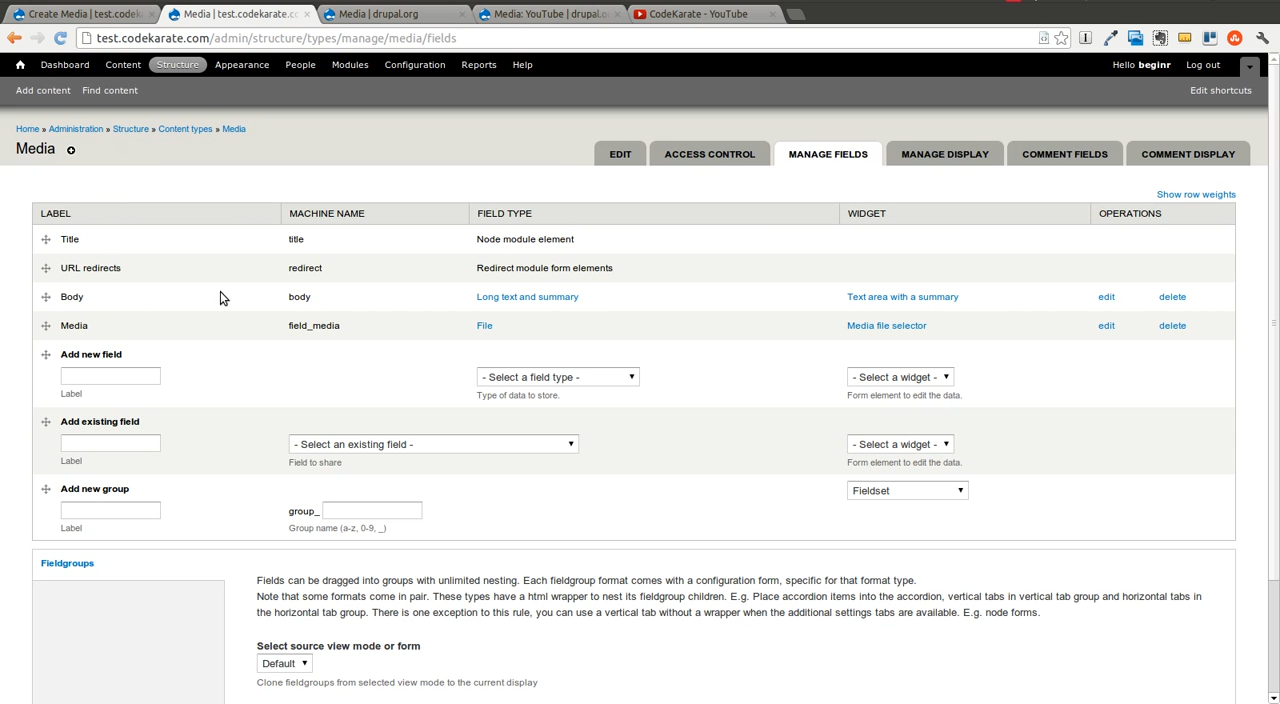 Create Media | test.codek
Media | test.codekarate.c
Media | drupal.org
Media: YouTube | drupal.o
CodeKarate - YouTube
test.codekarate.com/admin/structure/types/manage/media/fields
Dashboard Content Structure Appearance People Modules Configuration Reports Help
Hello beginr Log out
Add content Find content
Edit shortcuts
Home » Administration » Structure » Content types » Media
Media
EDIT ACCESS CONTROL MANAGE FIELDS MANAGE DISPLAY COMMENT FIELDS COMMENT DISPLAY
Show row weights
LABEL MACHINE NAME FIELD TYPE WIDGET OPERATIONS
Title title Node module element
URL redirects redirect Redirect module form elements
Body body Long text and summary Text area with a summary edit delete
Media field_media File Media file selector edit delete
Add new field
- Select a field type - - Select a widget -
Label Type of data to store. Form element to edit the data.
Add existing field
- Select an existing field - - Select a widget -
Label Field to share Form element to edit the data.
Add new group
Fieldset
group_
Label Group name (a-z, 0-9, _)
Fieldgroups
Fields can be dragged into groups with unlimited nesting. Each fieldgroup format comes with a configuration form, specific for that format type.
Note that some formats come in pair. These types have a html wrapper to nest its fieldgroup children. E.g. Place accordion items into the accordion, vertical tabs in vertical tab group and horizontal tabs in
the horizontal tab group. There is one exception to this rule, you can use a vertical tab without a wrapper when the additional settings tabs are available. E.g. node forms.
Select source view mode or form
Default
Clone fieldgroups from selected view mode to the current display